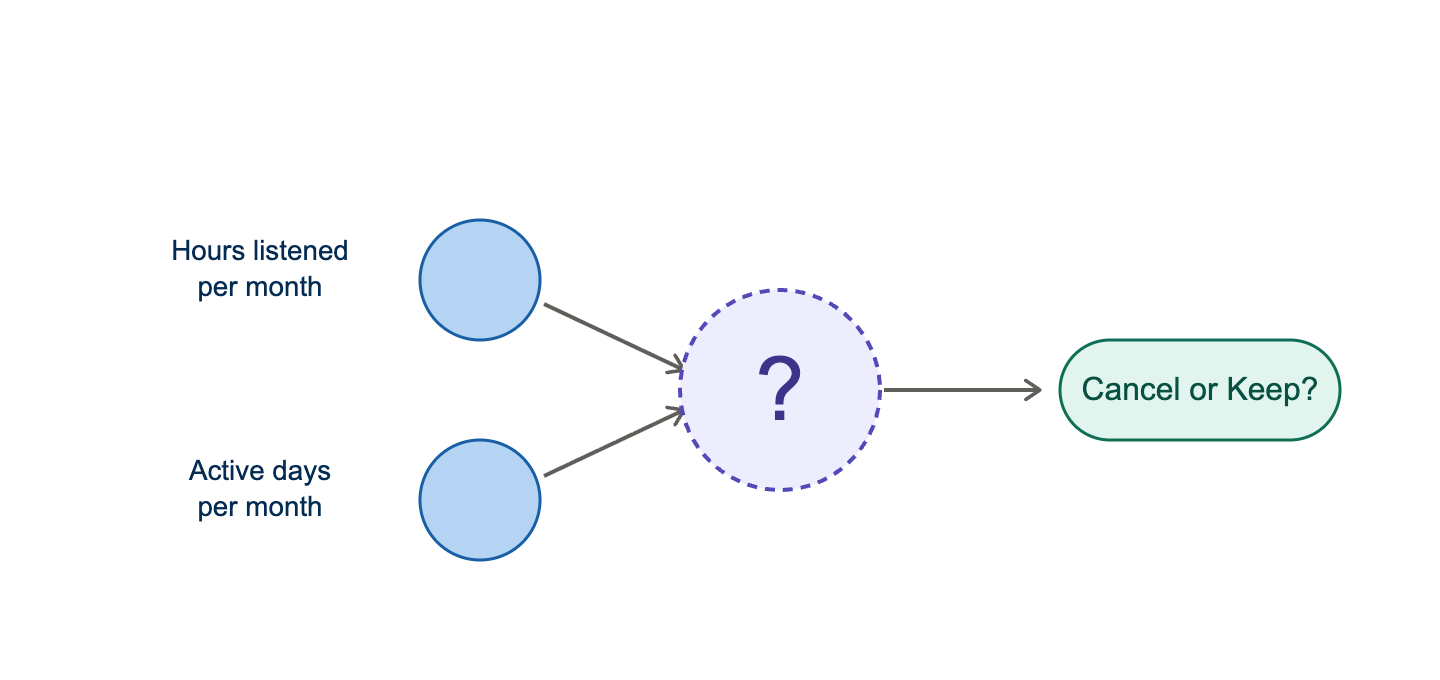 Hours listened
per month
?
Cancel or Keep?
Active days
per month